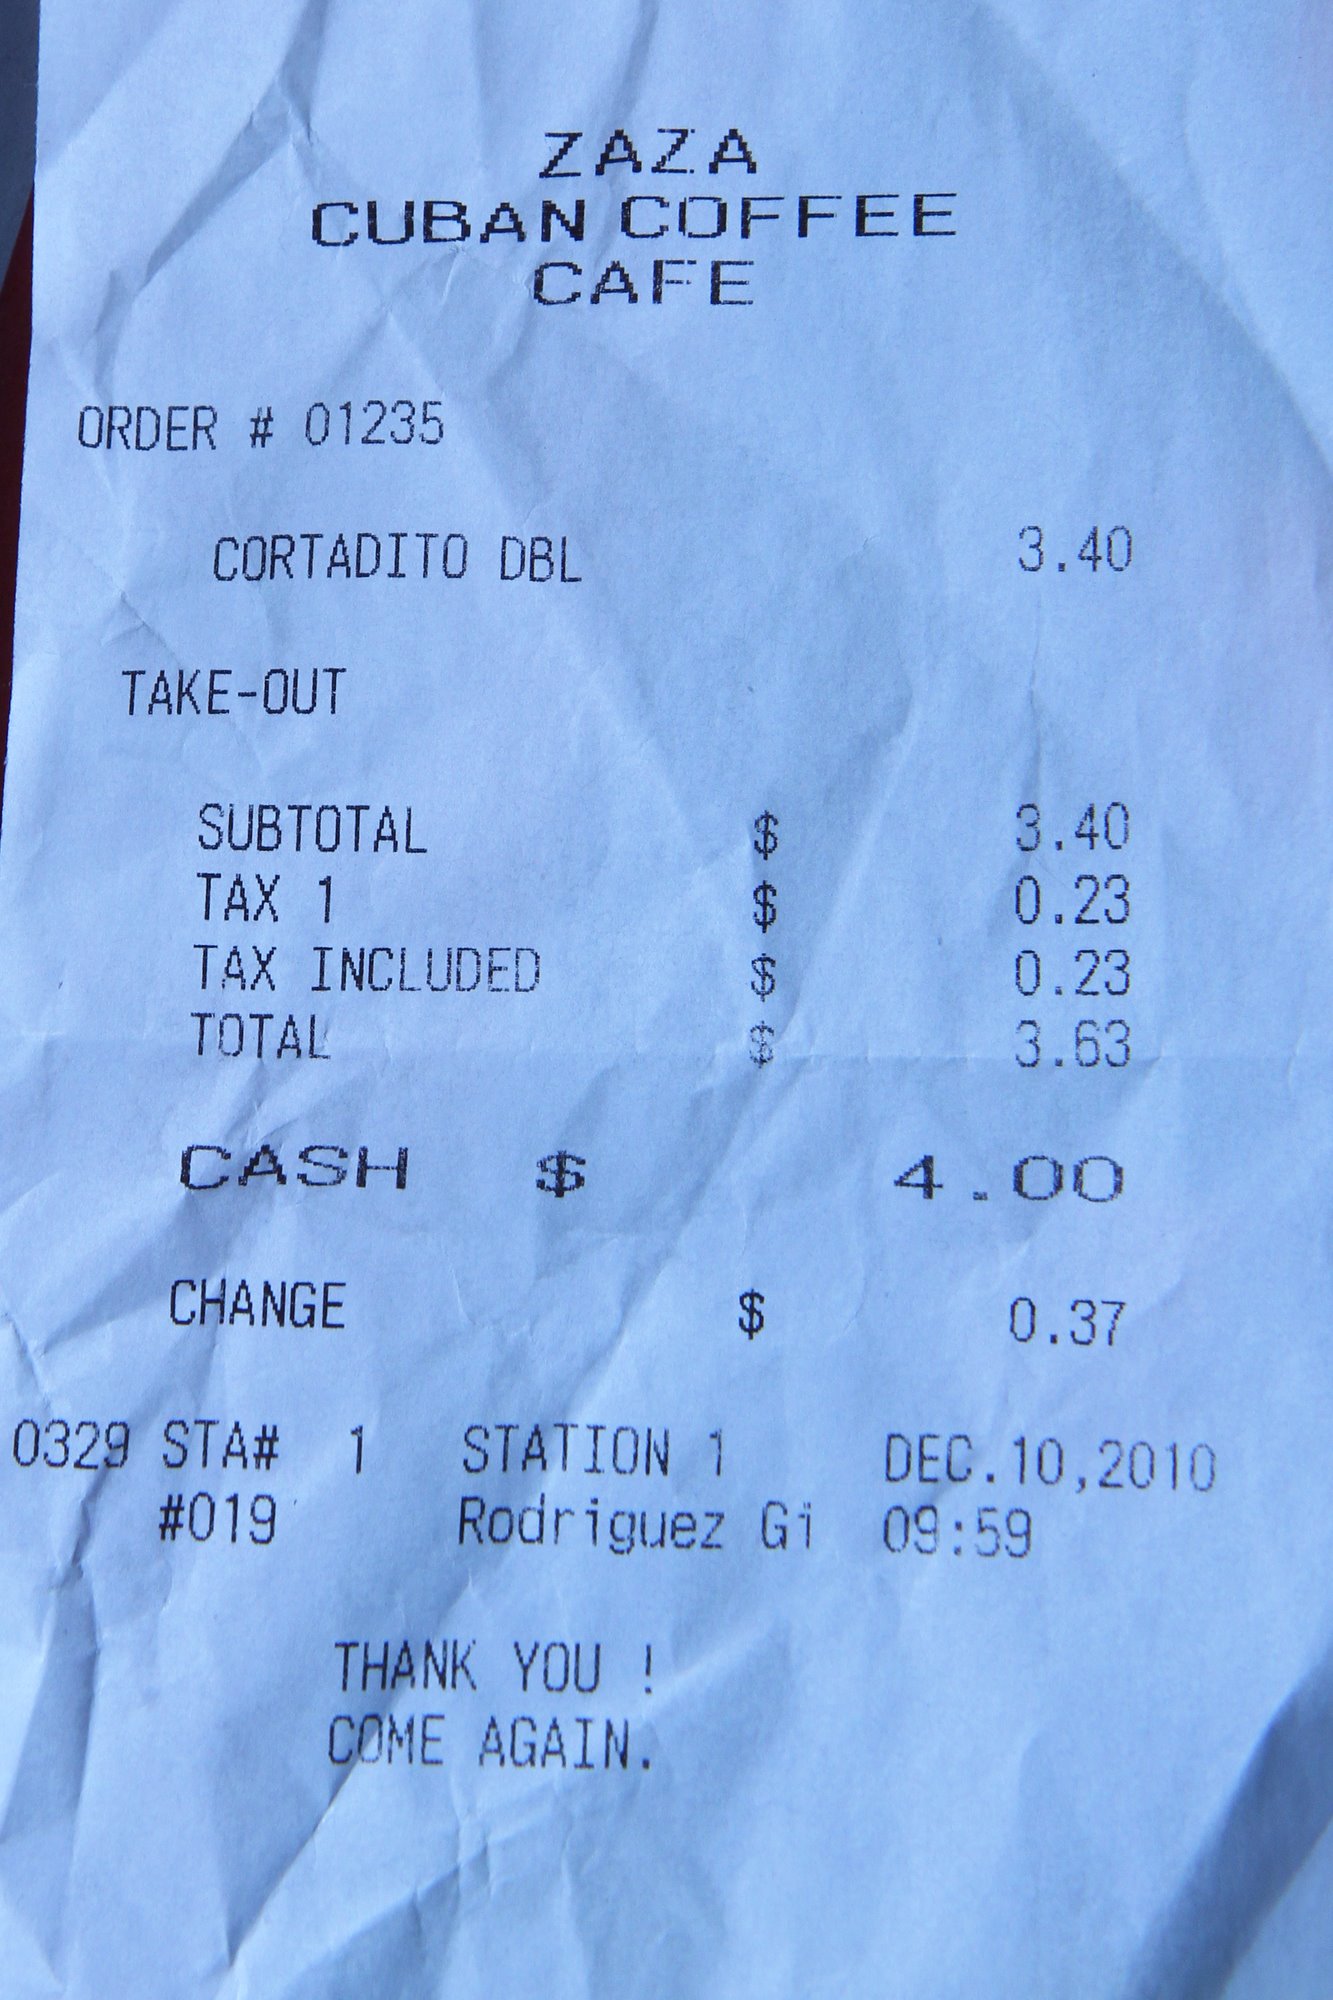 ZAZA
CUBAN COFFEE
CAFE
ORDER # 01235
CORTADITO DBL 3.40
TAKE-OUT
SUBTOTAL $ 3.40
TAX 1 $ 0.23
TAX INCLUDED $ 0.23
TOTAL $ 3.63
CASH $ 4.00
CHANGE $ 0.37
0329 STA# 1 STATION 1 DEC.10,2010
#019 Rodriguez Gi 09:59
THANK YOU !
COME AGAIN.